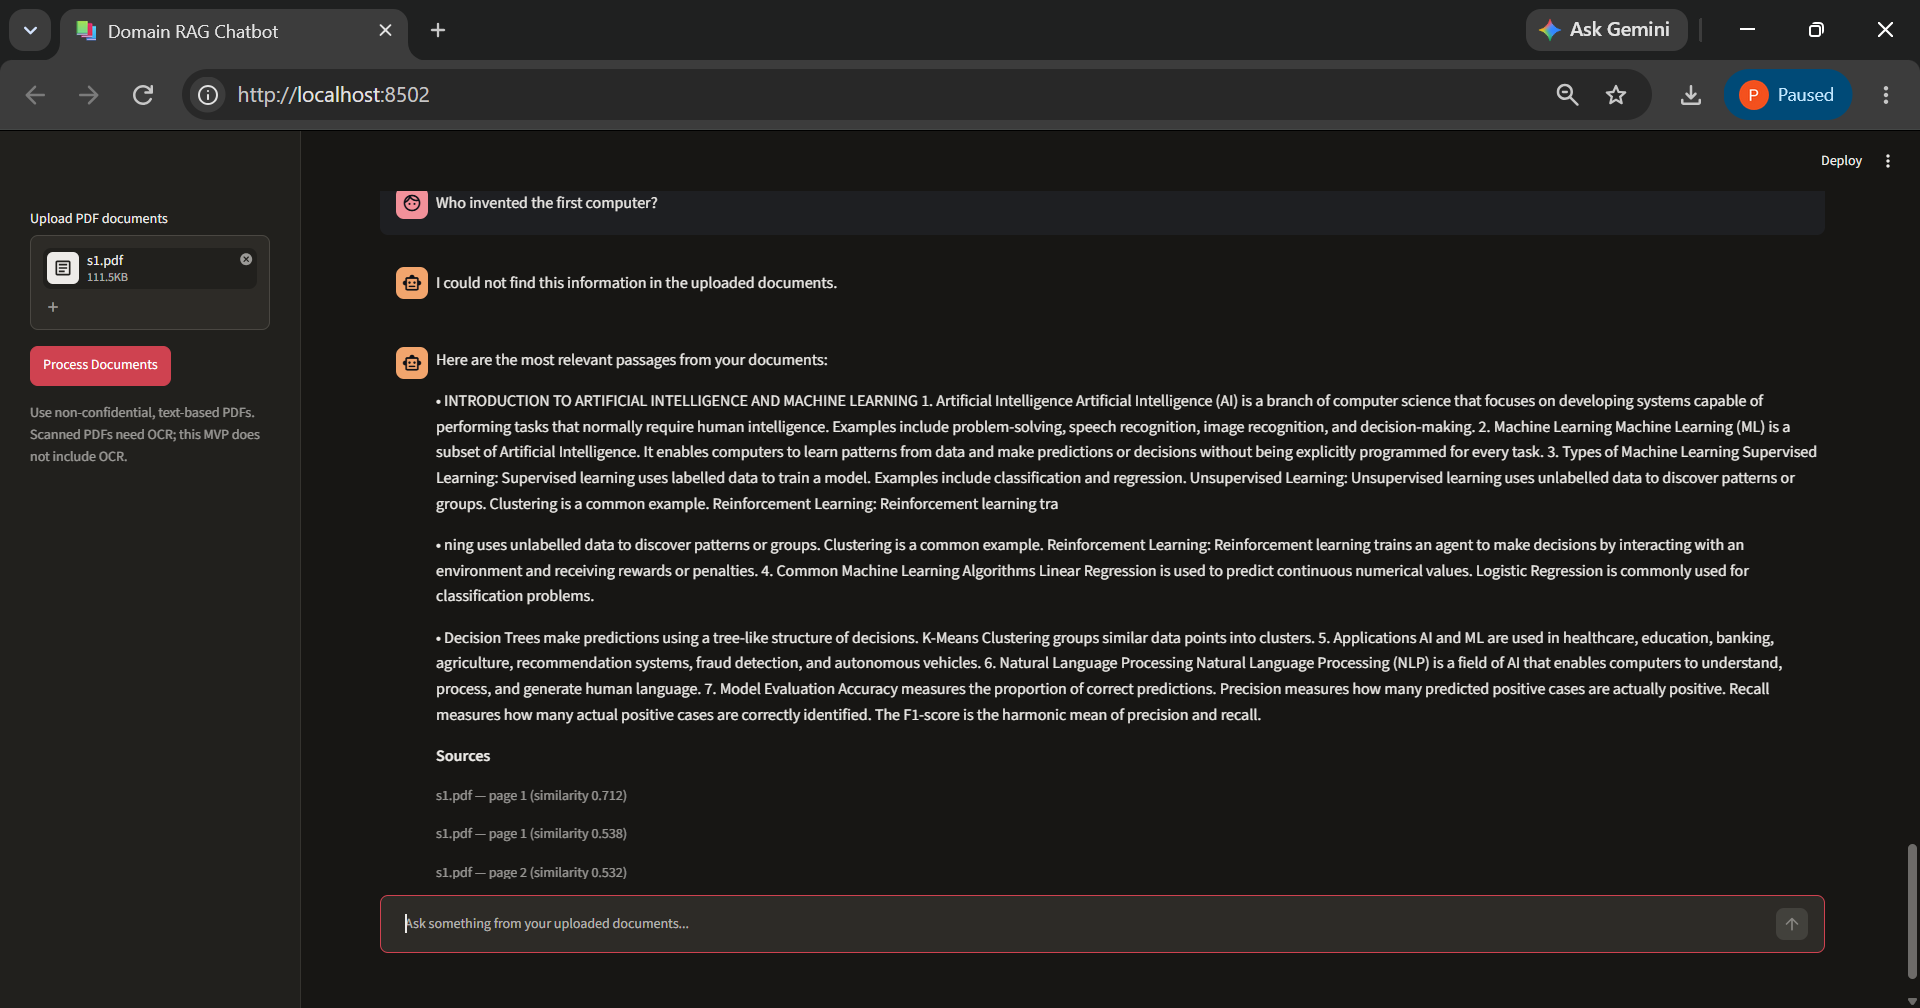 Domain RAG Chatbot
Ask Gemini
http://localhost:8502
P Paused
Deploy
Upload PDF documents
s1.pdf
111.5KB
Process Documents
Use non-confidential, text-based PDFs.
Scanned PDFs need OCR; this MVP does
not include OCR.
Who invented the first computer?
I could not find this information in the uploaded documents.
Here are the most relevant passages from your documents:
• INTRODUCTION TO ARTIFICIAL INTELLIGENCE AND MACHINE LEARNING 1. Artificial Intelligence Artificial Intelligence (AI) is a branch of computer science that focuses on developing systems capable of
performing tasks that normally require human intelligence. Examples include problem-solving, speech recognition, image recognition, and decision-making. 2. Machine Learning Machine Learning (ML) is a
subset of Artificial Intelligence. It enables computers to learn patterns from data and make predictions or decisions without being explicitly programmed for every task. 3. Types of Machine Learning Supervised
Learning: Supervised learning uses labelled data to train a model. Examples include classification and regression. Unsupervised Learning: Unsupervised learning uses unlabelled data to discover patterns or
groups. Clustering is a common example. Reinforcement Learning: Reinforcement learning tra
• ning uses unlabelled data to discover patterns or groups. Clustering is a common example. Reinforcement Learning: Reinforcement learning trains an agent to make decisions by interacting with an
environment and receiving rewards or penalties. 4. Common Machine Learning Algorithms Linear Regression is used to predict continuous numerical values. Logistic Regression is commonly used for
classification problems.
• Decision Trees make predictions using a tree-like structure of decisions. K-Means Clustering groups similar data points into clusters. 5. Applications AI and ML are used in healthcare, education, banking,
agriculture, recommendation systems, fraud detection, and autonomous vehicles. 6. Natural Language Processing Natural Language Processing (NLP) is a field of AI that enables computers to understand,
process, and generate human language. 7. Model Evaluation Accuracy measures the proportion of correct predictions. Precision measures how many predicted positive cases are actually positive. Recall
measures how many actual positive cases are correctly identified. The F1-score is the harmonic mean of precision and recall.
Sources
s1.pdf — page 1 (similarity 0.712)
s1.pdf — page 1 (similarity 0.538)
s1.pdf — page 2 (similarity 0.532)
Ask something from your uploaded documents...